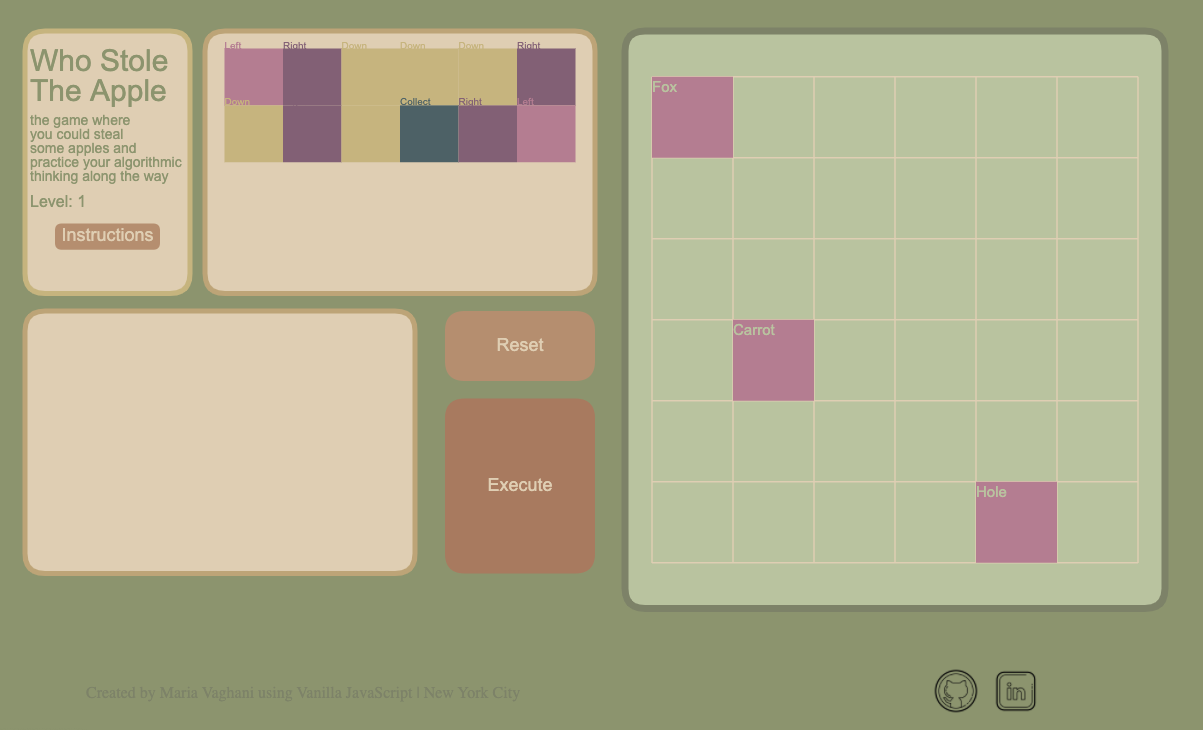 Who Stole
The Apple
the game where
you could steal
some apples and
practice your algorithmic
thinking along the way
Level: 1
Instructions
Left Right Down Down Down Right
Down Collect Right Left
Reset
Execute
Fox
Carrot
Hole
Created by Maria Vaghani using Vanilla JavaScript | New York City
in